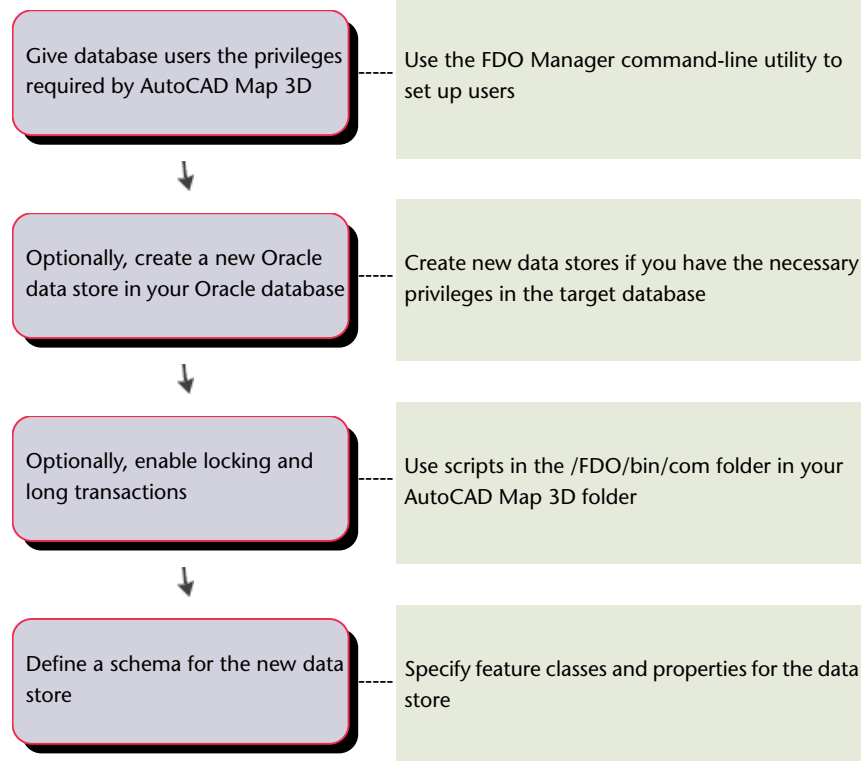 Give database users the privileges
required by AutoCAD Map 3D
Use the FDO Manager command-line utility to
set up users
Optionally, create a new Oracle
data store in your Oracle database
Create new data stores if you have the necessary
privileges in the target database
Optionally, enable locking and
long transactions
Use scripts in the /FDO/bin/com folder in your
AutoCAD Map 3D folder
Define a schema for the new data
store
Specify feature classes and properties for the data
store